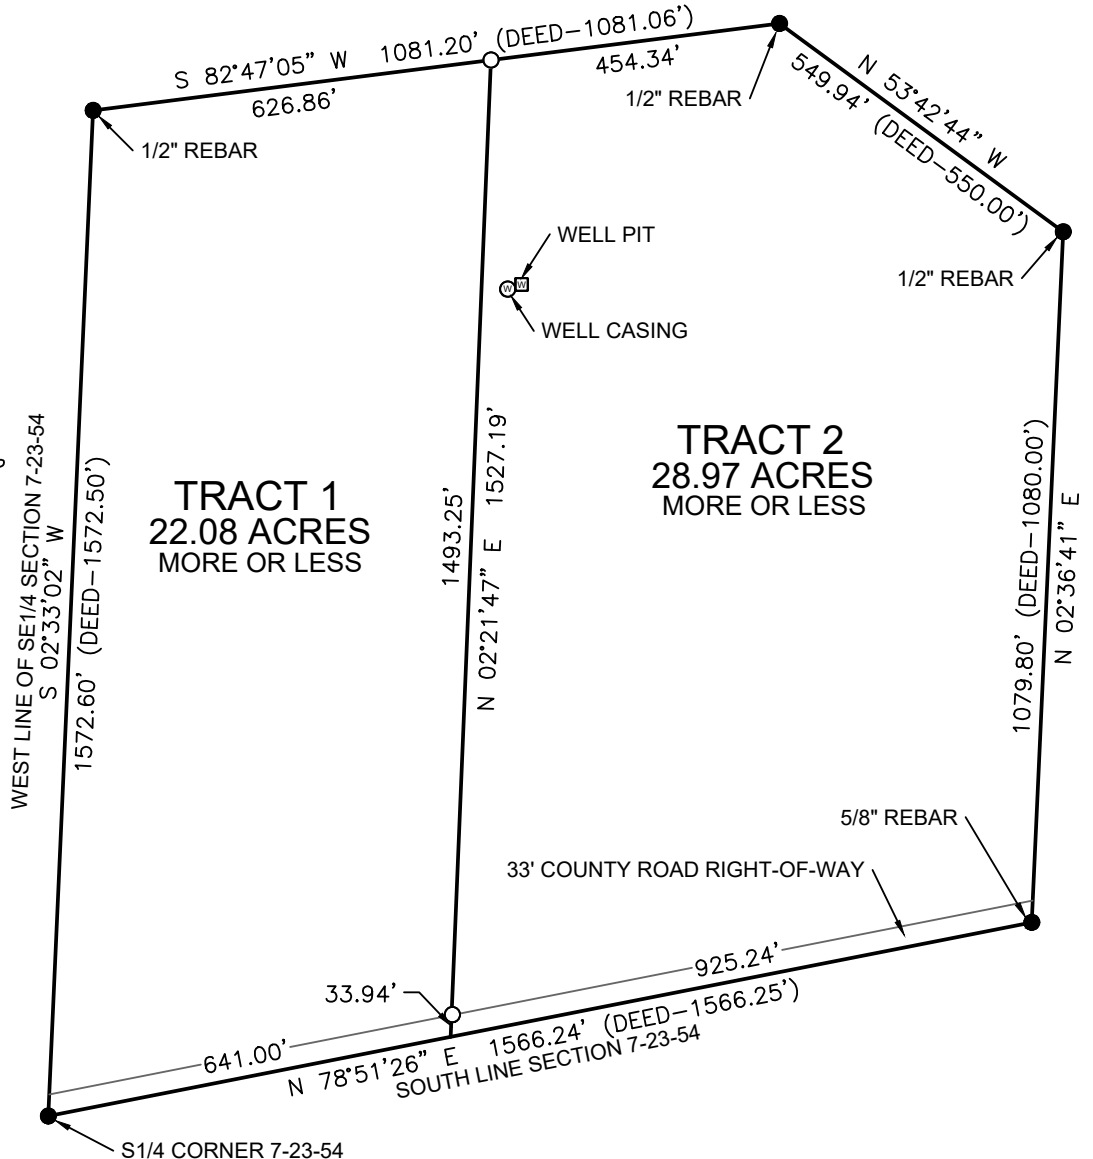 S 82°47'05" W 1081.20' (DEED-1081.06')
626.86'
454.34'
1/2" REBAR
1/2" REBAR
N 53°42'44" W
549.94' (DEED-550.00')
1/2" REBAR
WELL PIT
W W
WELL CASING
WEST LINE OF SE1/4 SECTION 7-23-54
S 02°33'02" W
1572.60' (DEED-1572.50')
TRACT 1
22.08 ACRES
MORE OR LESS
1493.25'
N 02°21'47" E 1527.19'
TRACT 2
28.97 ACRES
MORE OR LESS
1079.80' (DEED-1080.00')
N 02°36'41" E
5/8" REBAR
33' COUNTY ROAD RIGHT-OF-WAY
33.94'
925.24'
641.00'
N 78°51'26" E 1566.24' (DEED-1566.25')
SOUTH LINE SECTION 7-23-54
S1/4 CORNER 7-23-54